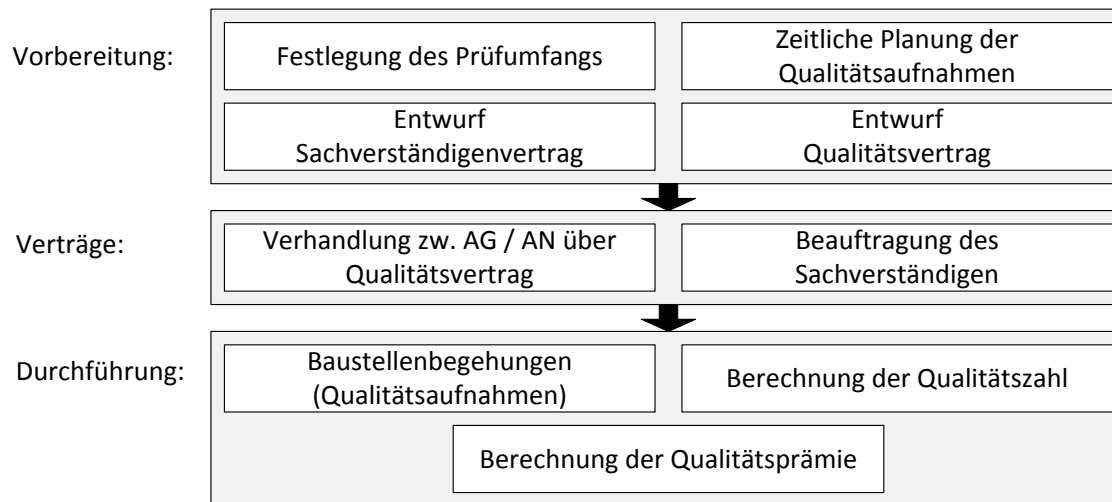 Vorbereitung:
Festlegung des Prüfumfangs
Zeitliche Planung der
Qualitätsaufnahmen
Entwurf
Sachverständigenvertrag
Entwurf
Qualitätsvertrag
Verträge:
Verhandlung zw. AG / AN über
Qualitätsvertrag
Beauftragung des
Sachverständigen
Durchführung:
Baustellenbegehungen
(Qualitätsaufnahmen)
Berechnung der Qualitätszahl
Berechnung der Qualitätsprämie